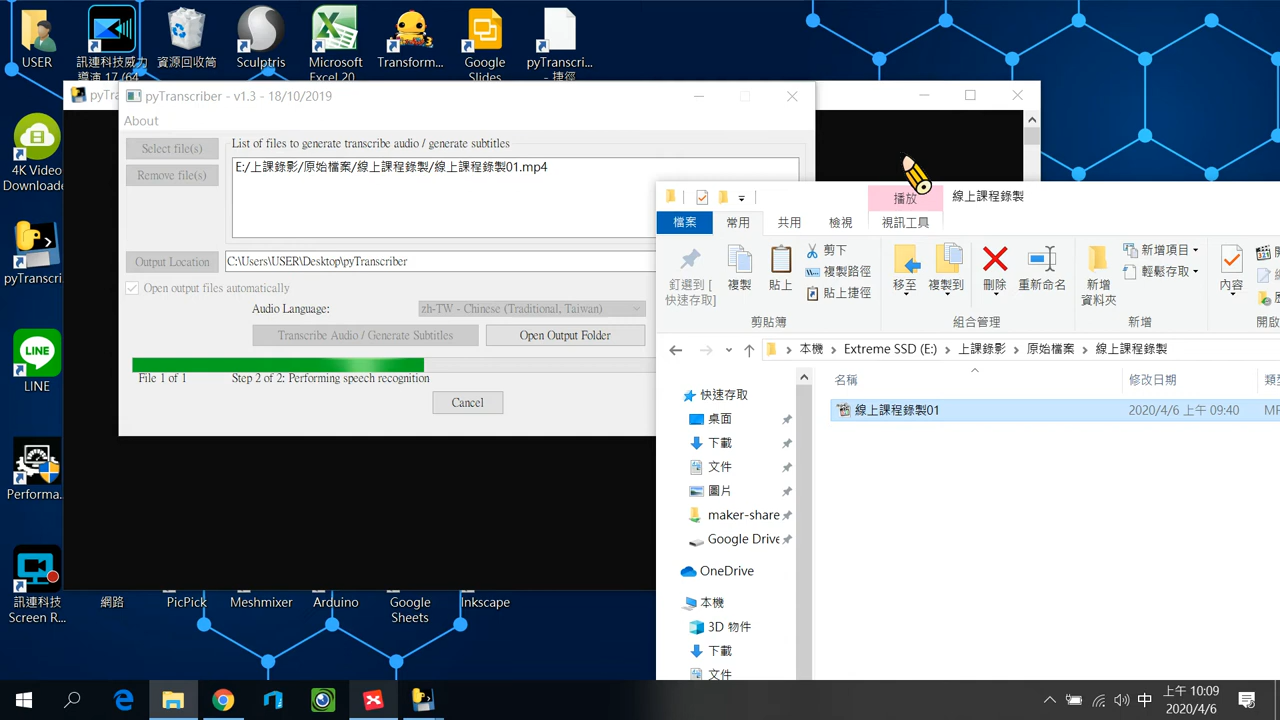 USER
訊連科技威力
導演 17 (64
資源回收筒
Sculptris
Microsoft
Excel 20
Transform...
Google
Slides
pyTranscri...
- 捷徑
4K Video
Downloade
pyTranscri
LINE
Performa...
訊連科技
Screen R...
網路
PicPick
Meshmixer
Arduino
Google
Sheets
Inkscape
pyTra
pyTranscriber - v1.3 - 18/10/2019
About
Select file(s)
Remove file(s)
List of files to generate transcribe audio / generate subtitles
E:/上課錄影/原始檔案/線上課程錄製/線上課程錄製01.mp4
Output Location
C:\Users\USER\Desktop\pyTranscriber
Open output files automatically
Audio Language:
zh-TW - Chinese (Traditional, Taiwan)
Transcribe Audio / Generate Subtitles
Open Output Folder
File 1 of 1
Step 2 of 2: Performing speech recognition
Cancel
播放
線上課程錄製
檔案
常用
共用
檢視
視訊工具
釘選到 [
快速存取]
複製
貼上
剪下
複製路徑
貼上捷徑
剪貼簿
移至
複製到
刪除
重新命名
組合管理
新增
資料夾
新增項目
輕鬆存取
新增
內容
開啟
本機
Extreme SSD (E:)
上課錄影
原始檔案
線上課程錄製
名稱
修改日期
類型
線上課程錄製01
2020/4/6 上午 09:40
MP
快速存取
桌面
下載
文件
圖片
maker-share
Google Drive
OneDrive
本機
3D 物件
下載
文件
中
上午 10:09
2020/4/6